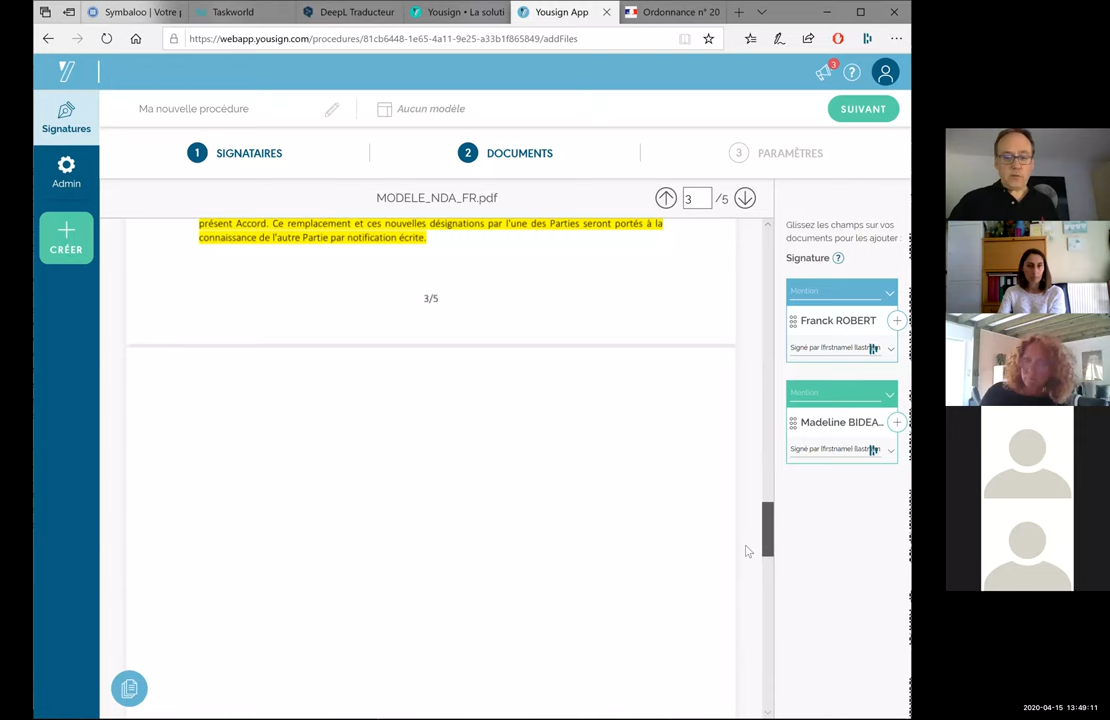 Symbaloo | Votre p
Taskworld
DeepL Traducteur
Yousign • La soluti
Yousign App
Ordonnance n° 20
https://webapp.yousign.com/procedures/81cb6448-1e65-4a11-9e25-a33b1f865849/addFiles
3
Signatures
Admin
CRÉER
Ma nouvelle procédure
Aucun modèle
SUIVANT
1 SIGNATAIRES
2 DOCUMENTS
3 PARAMÈTRES
MODELE_NDA_FR.pdf
3 /5
présent Accord. Ce remplacement et ces nouvelles désignations par l'une des Parties seront portés à la
connaissance de l'autre Partie par notification écrite.
3/5
Glissez les champs sur vos
documents pour les ajouter :
Signature ?
Mention
Franck ROBERT
Signé par
Mention
Madeline BIDEA...
Signé par
2020-04-15 13:49:11